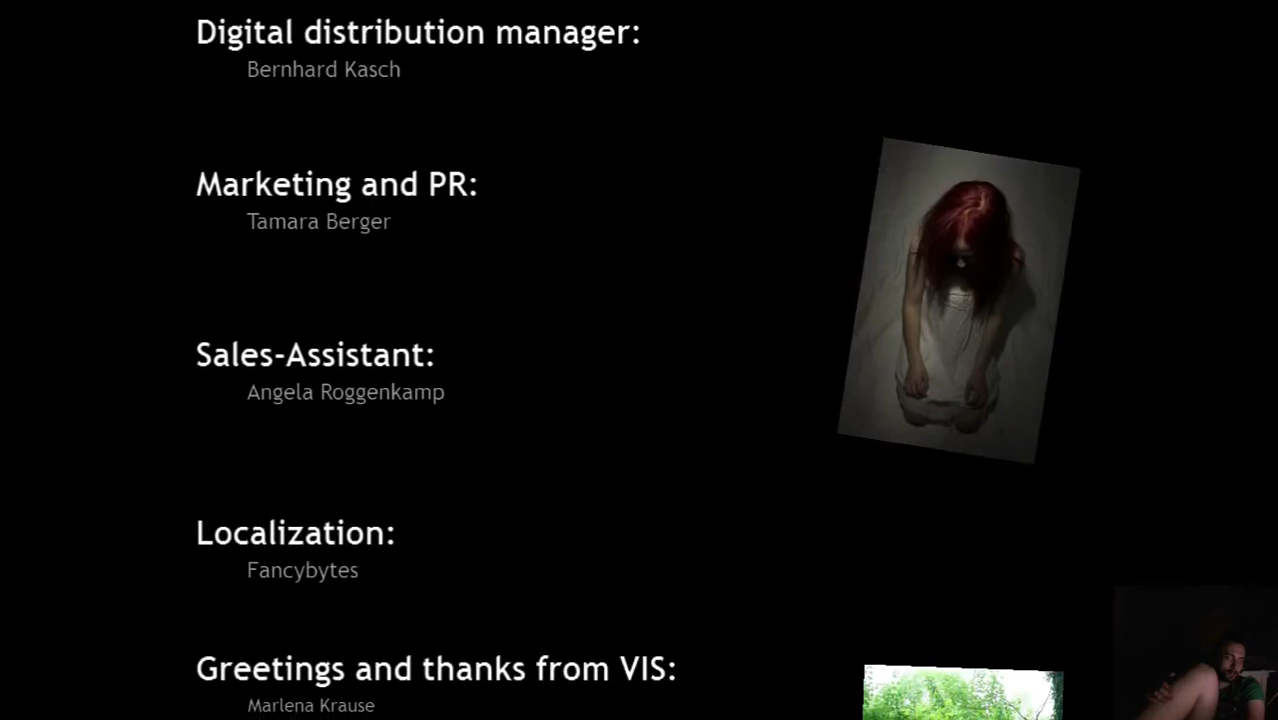 Digital distribution manager:
Bernhard Kasch
Marketing and PR:
Tamara Berger
Sales-Assistant:
Angela Roggenkamp
Localization:
Fancybytes
Greetings and thanks from VIS:
Marlena Krause